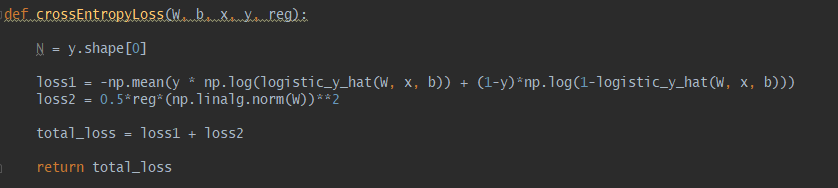 def crossEntropyLoss(W, b, x, y, reg):
N = y.shape[0]
loss1 = -np.mean(y * np.log(logistic_y_hat(W, x, b)) + (1-y)*np.log(1-logistic_y_hat(W, x, b)))
loss2 = 0.5*reg*(np.linalg.norm(W))**2
total_loss = loss1 + loss2
return total_loss